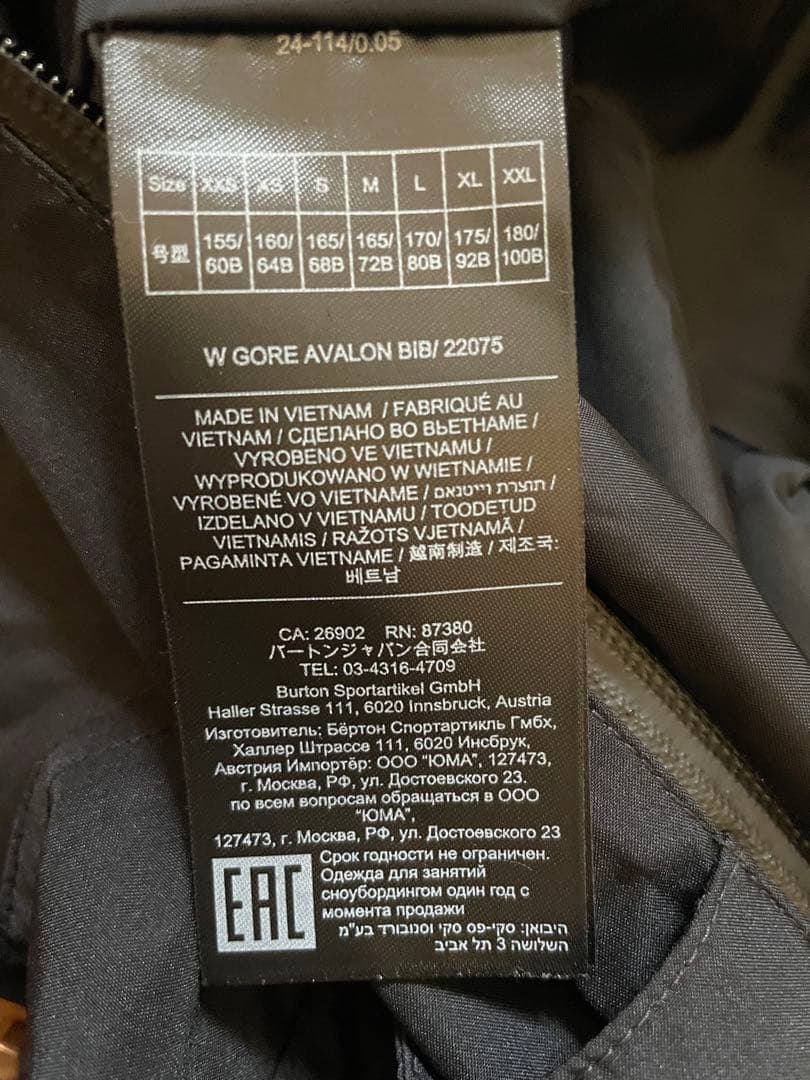 24-114/0.05
Size XXS XS S M L XL XXL
号型 155/60B 160/64B 165/68B 165/72B 170/80B 175/92B 180/100B
W GORE AVALON BIB/ 22075
MADE IN VIETNAM / FABRIQUÉ AU
VIETNAM / СДЕЛАНО ВО ВЬЕТНАМЕ /
VYROBENO VE VIETNAMU /
WYPRODUKOWANO W WIETNAMIE /
VYROBENÉ VO VIETNAME / תוצרת וייטנאם /
IZDELANO V VIETNAMU / TOODETUD
VIETNAMIS / RAŽOTS VJETNAMĀ /
PAGAMINTA VIETNAME / 越南制造 / 제조국:
베트남
CA: 26902 RN: 87380
バートンジャパン合同会社
TEL: 03-4316-4709
Burton Sportartikel GmbH
Haller Strasse 111, 6020 Innsbruck, Austria
Изготовитель: Бёртон Спортартикль Гмбх,
Халлер Штрассе 111, 6020 Инсбрук,
Австрия Импортёр: ООО "ЮМА", 127473,
г. Москва, РФ, ул. Достоевского 23.
по всем вопросам обращаться в ООО
"ЮМА",
127473, г. Москва, РФ, ул. Достоевского 23
EAC
Срок годности не ограничен.
Одежда для занятий
сноубордингом один год с
момента продажи
היבואן: סקי-פס סקי וסנובורד בע"מ
השלושה 3 תל אביב